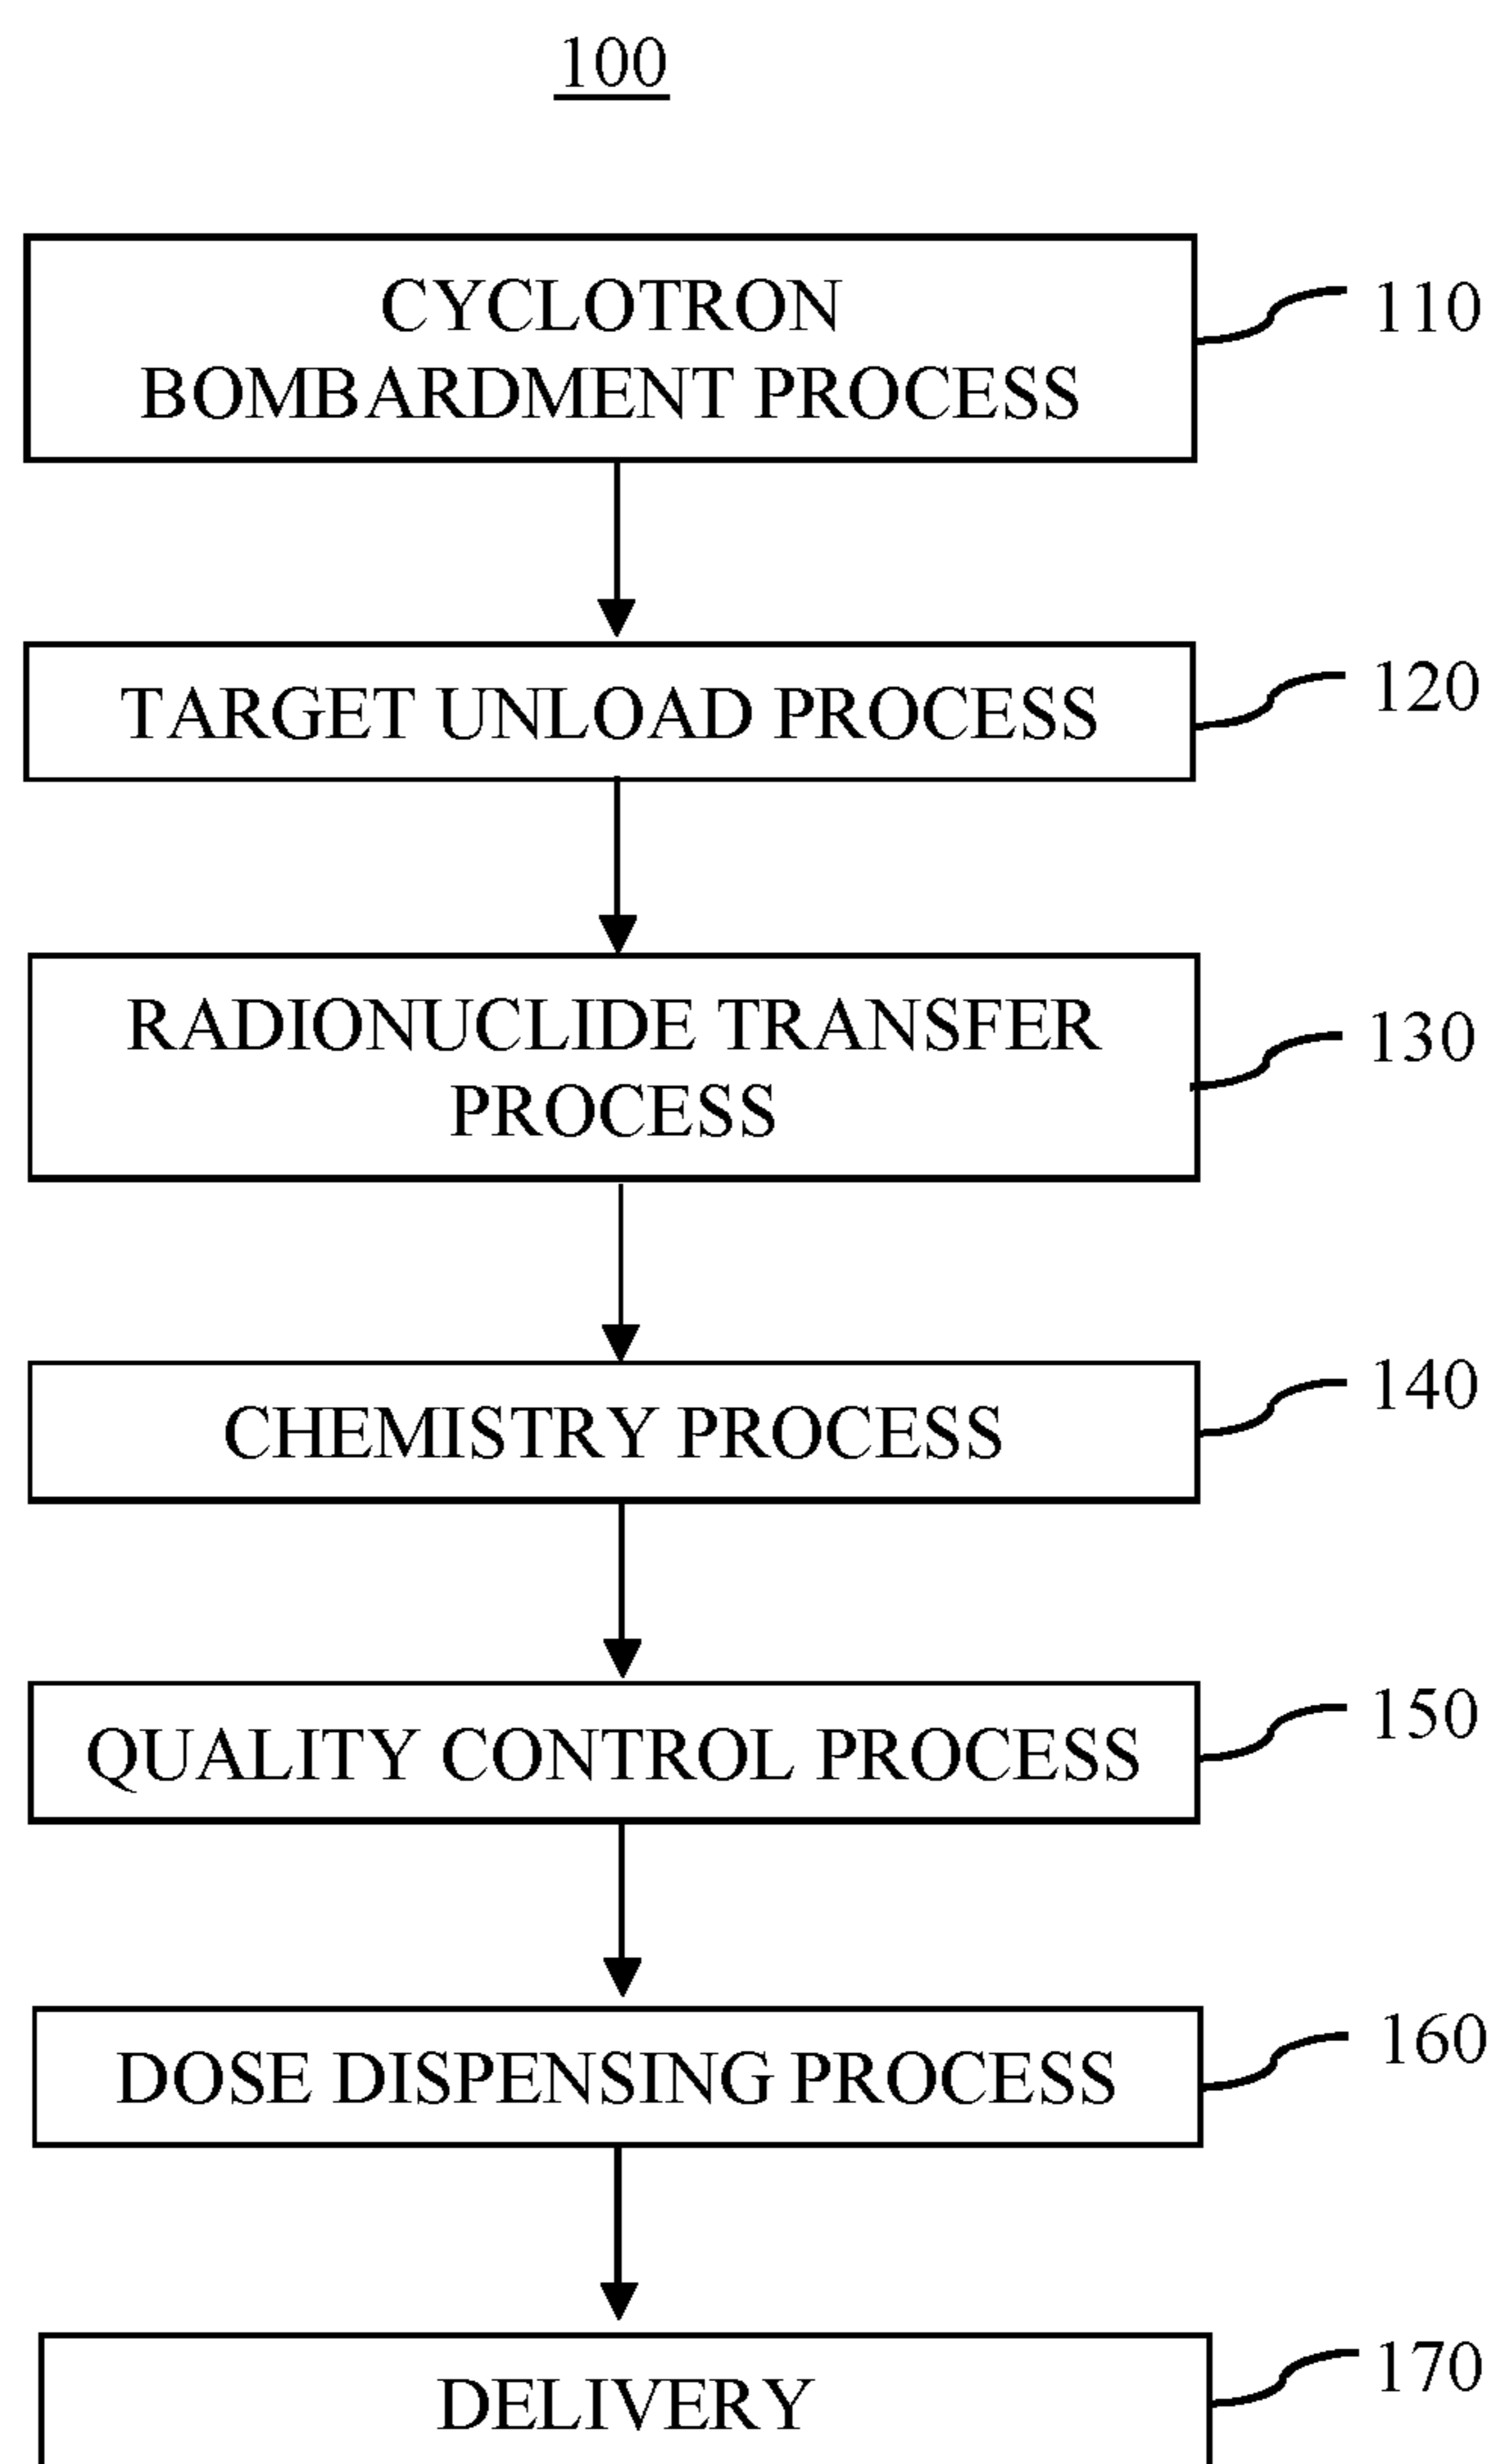 100
CYCLOTRON
BOMBARDMENT PROCESS
110
TARGET UNLOAD PROCESS
120
RADIONUCLIDE TRANSFER
PROCESS
130
CHEMISTRY PROCESS
140
QUALITY CONTROL PROCESS
150
DOSE DISPENSING PROCESS
160
DELIVERY
170